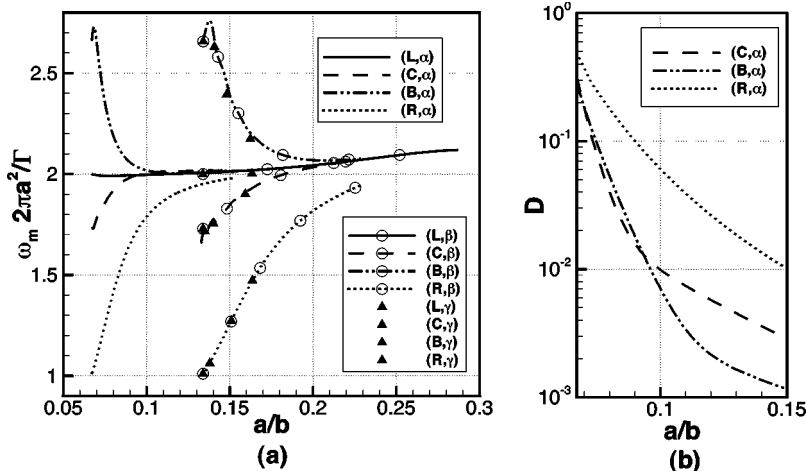 ω_m 2πa²/Γ
2.5
2
1.5
1
(L,α)
(C,α)
(B,α)
(R,α)
(L,β)
(C,β)
(B,β)
(R,β)
(L,γ)
(C,γ)
(B,γ)
(R,γ)
0.05 0.1 0.15 0.2 0.25 0.3
a/b
(a)
D
10⁰
10⁻¹
10⁻²
10⁻³
(C,α)
(B,α)
(R,α)
0.1 0.15
a/b
(b)